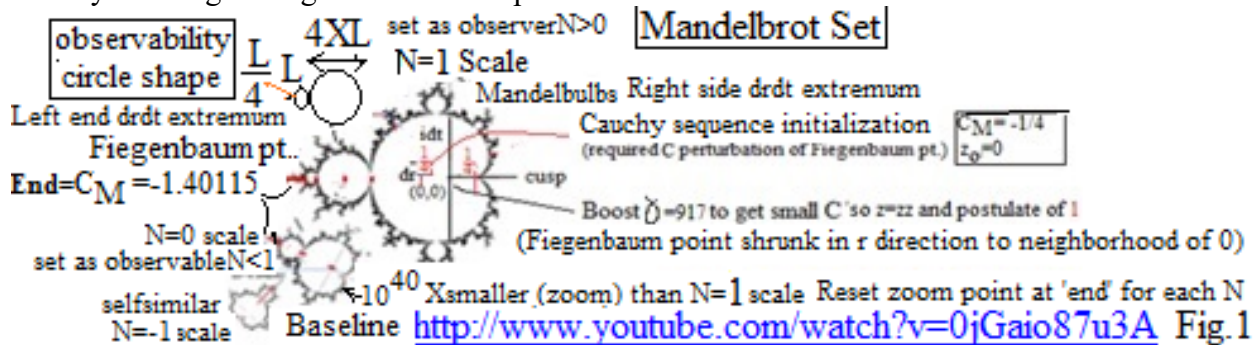 observability
circle shape
L
4
L
4XL
set as observerN>0
N=1 Scale
Mandelbrot Set
Mandelbulbs
Right side drdt extremum
Left end drdt extremum
Fiegenbaum pt..
End=CM =-1.40115
Cauchy sequence initialization
(required C perturbation of Fiegenbaum pt.)
CM= -1/4
zo=0
idt
dr
(0,0)
cusp
=917 to get small C so z=zz and postulate of 1
Boost
(Fiegenbaum point shrunk in r direction to neighborhood of 0)
N=0 scale
set as observableN<1
selfsimilar
N=-1 scale
10^40 Xsmaller (zoom) than N=1 scale Reset zoom point at 'end' for each N
Baseline http://www.youtube.com/watch?v=0jGaio87u3A Fig.1